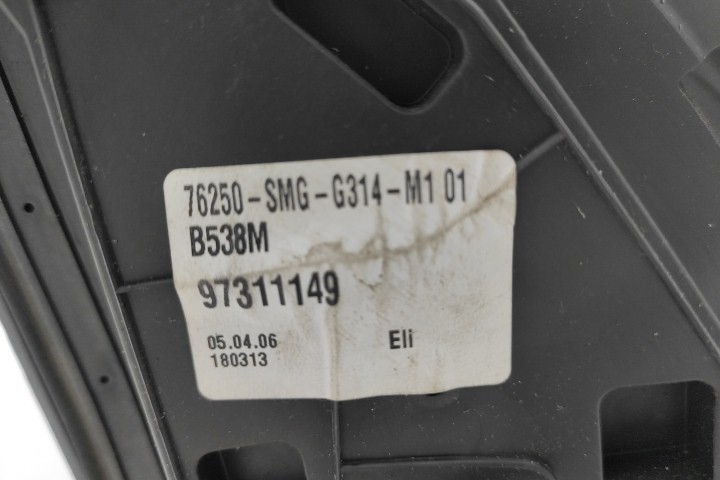 76250-SMG-G314-M1 01
B538M
97311149
05.04.06 Eli
180313